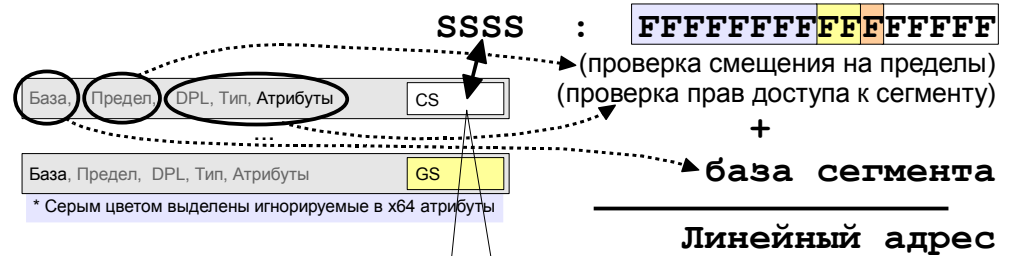 SSSS : FFFFFFFFFFFFFFFF
(проверка смещения на пределы)
База, Предел, DPL, Тип, Атрибуты CS
(проверка прав доступа к сегменту)
...
+
База, Предел, DPL, Тип, Атрибуты GS
база сегмента
* Серым цветом выделены игнорируемые в x64 атрибуты
Линейный адрес